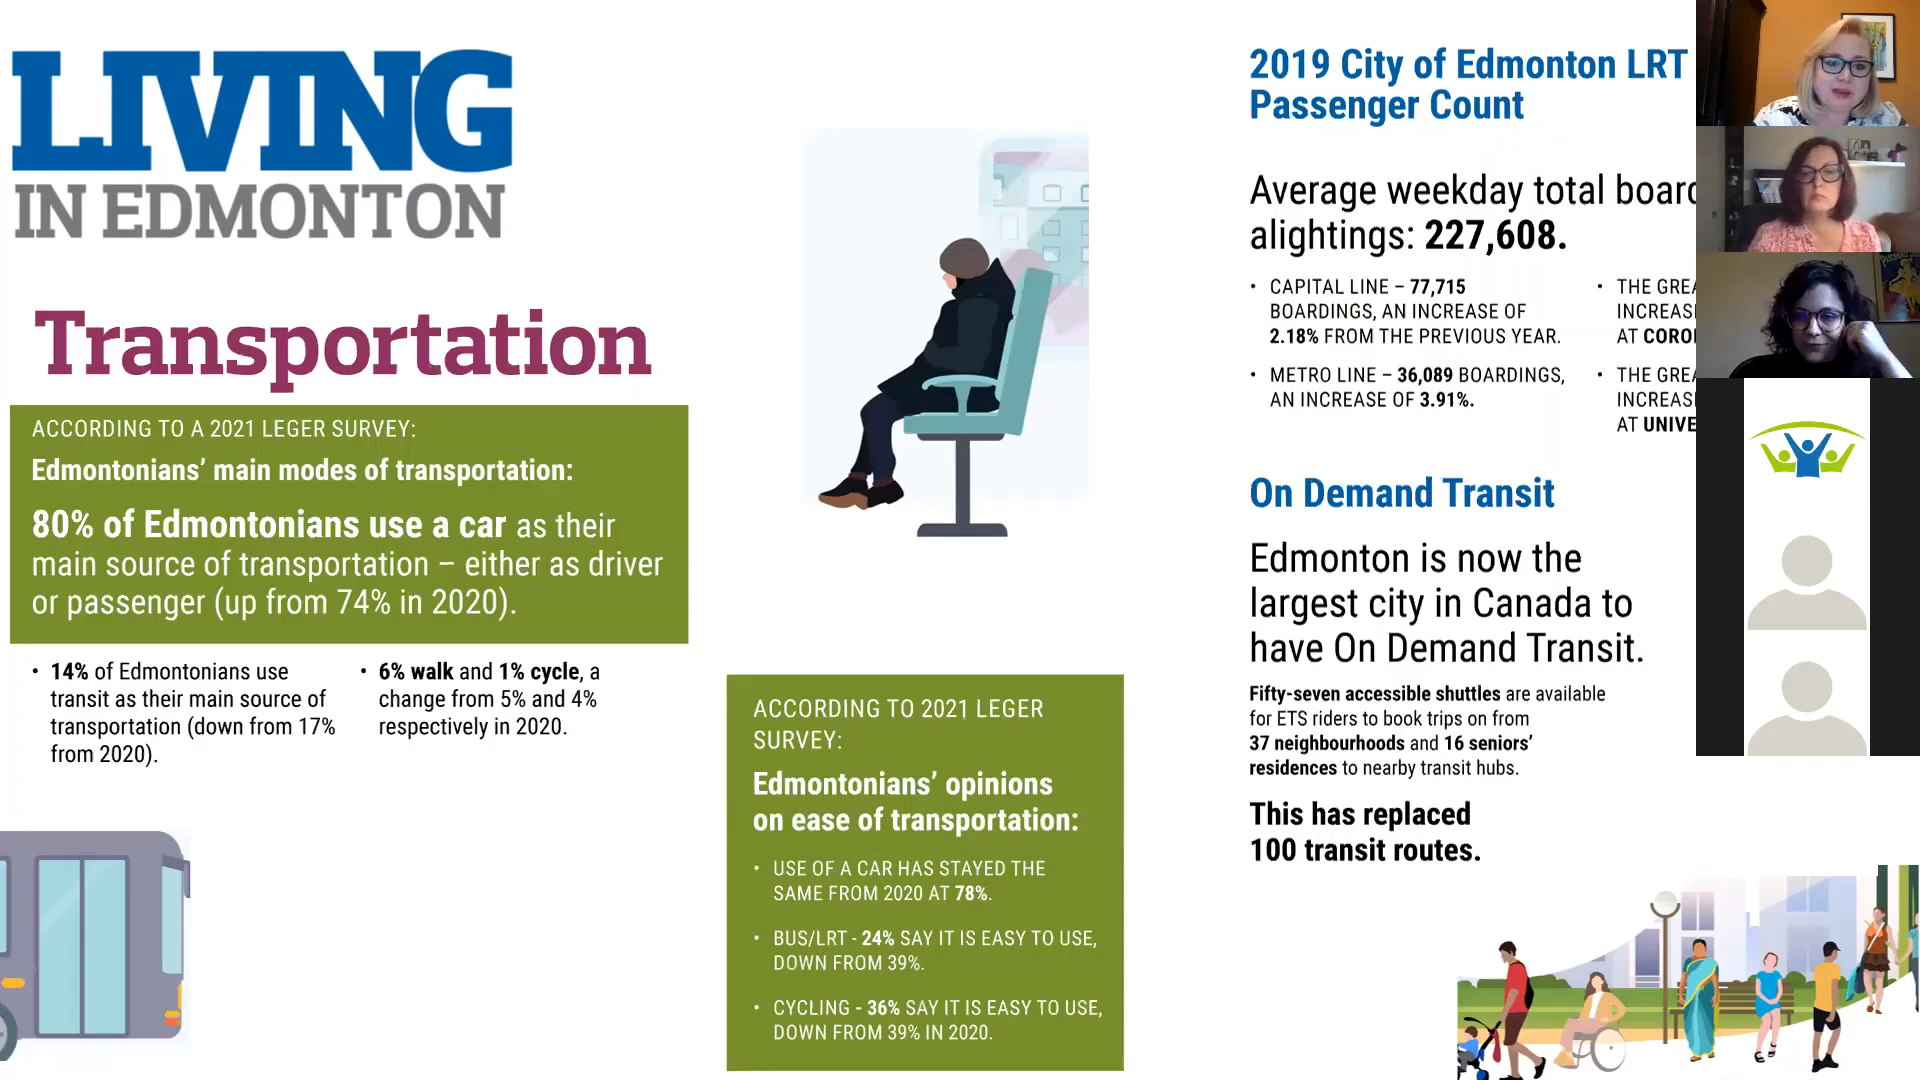 LIVING
IN EDMONTON
Transportation
ACCORDING TO A 2021 LEGER SURVEY:
Edmontonians’ main modes of transportation:
80% of Edmontonians use a car as their
main source of transportation – either as driver
or passenger (up from 74% in 2020).
• 14% of Edmontonians use
transit as their main source of
transportation (down from 17%
from 2020).
• 6% walk and 1% cycle, a
change from 5% and 4%
respectively in 2020.
ACCORDING TO 2021 LEGER
SURVEY:
Edmontonians’ opinions
on ease of transportation:
• USE OF A CAR HAS STAYED THE
SAME FROM 2020 AT 78%.
• BUS/LRT - 24% SAY IT IS EASY TO USE,
DOWN FROM 39%.
• CYCLING - 36% SAY IT IS EASY TO USE,
DOWN FROM 39% IN 2020.
2019 City of Edmonton LRT
Passenger Count
Average weekday total
alightings: 227,608.
• CAPITAL LINE – 77,715
BOARDINGS, AN INCREASE OF
2.18% FROM THE PREVIOUS YEAR.
• METRO LINE – 36,089 BOARDINGS,
AN INCREASE OF 3.91%.
• THE
AT
• THE
AT
On Demand Transit
Edmonton is now the
largest city in Canada to
have On Demand Transit.
Fifty-seven accessible shuttles are available
for ETS riders to book trips on from
37 neighbourhoods and 16 seniors’
residences to nearby transit hubs.
This has replaced
100 transit routes.